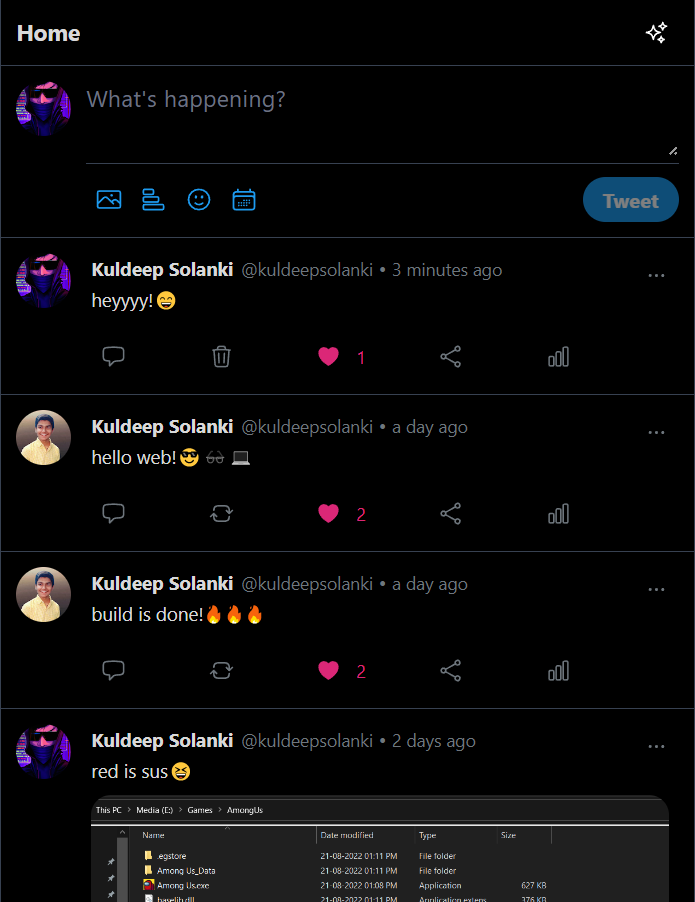 Home
What's happening?
Tweet
Kuldeep Solanki @kuldeepsolanki • 3 minutes ago
heyyyy!😁
1
Kuldeep Solanki @kuldeepsolanki • a day ago
hello web!😎 👓 💻
2
Kuldeep Solanki @kuldeepsolanki • a day ago
build is done!🔥🔥🔥
2
Kuldeep Solanki @kuldeepsolanki • 2 days ago
red is sus😆
This PC > Media (E:) > Games > AmongUs
Name Date modified Type Size
.egstore 21-08-2022 01:11 PM File folder
Among Us_Data 21-08-2022 01:11 PM File folder
Among Us.exe 21-08-2022 01:08 PM Application 627 KB
baselib.dll 21-08-2022 01:11 PM Application extens 376 KB